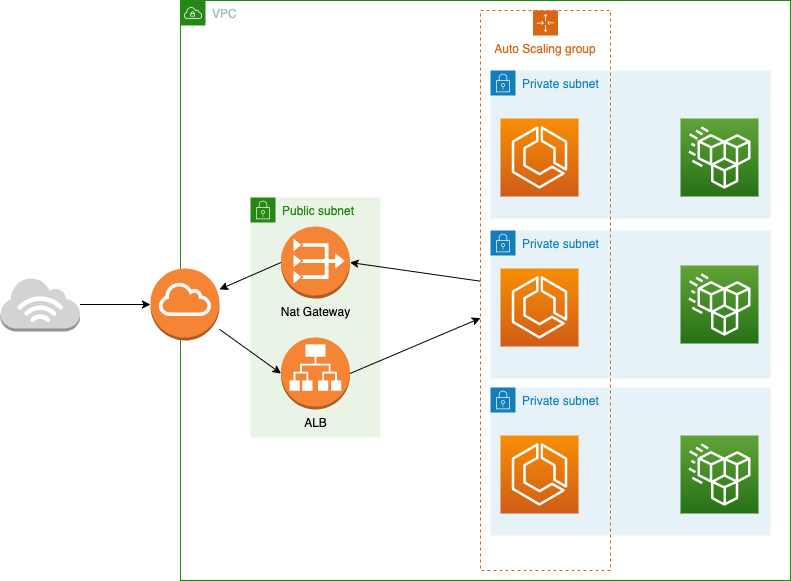 VPC
Auto Scaling group
Private subnet
Public subnet
Nat Gateway
Private subnet
ALB
Private subnet